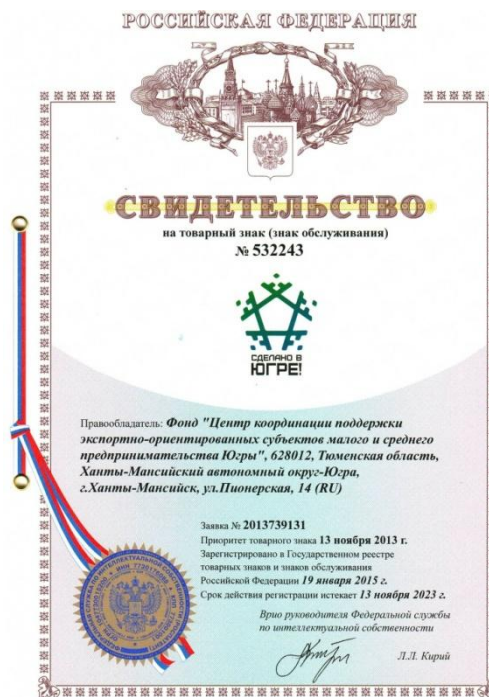 РОССИЙСКАЯ ФЕДЕРАЦИЯ
СВИДЕТЕЛЬСТВО
на товарный знак (знак обслуживания)
№ 532243
СДЕЛАНО В
ЮГРЕ!
Правообладатель: Фонд "Центр координации поддержки
экспортно-ориентированных субъектов малого и среднего
предпринимательства Югры", 628012, Тюменская область,
Ханты-Мансийский автономный округ-Югра,
г.Ханты-Мансийск, ул.Пионерская, 14 (RU)
Заявка № 2013739131
Приоритет товарного знака 13 ноября 2013 г.
Зарегистрировано в Государственном реестре
товарных знаков и знаков обслуживания
Российской Федерации 19 января 2015 г.
Срок действия регистрации истекает 13 ноября 2023 г.
Врио руководителя Федеральной службы
по интеллектуальной собственности
Л.Л. Кирий